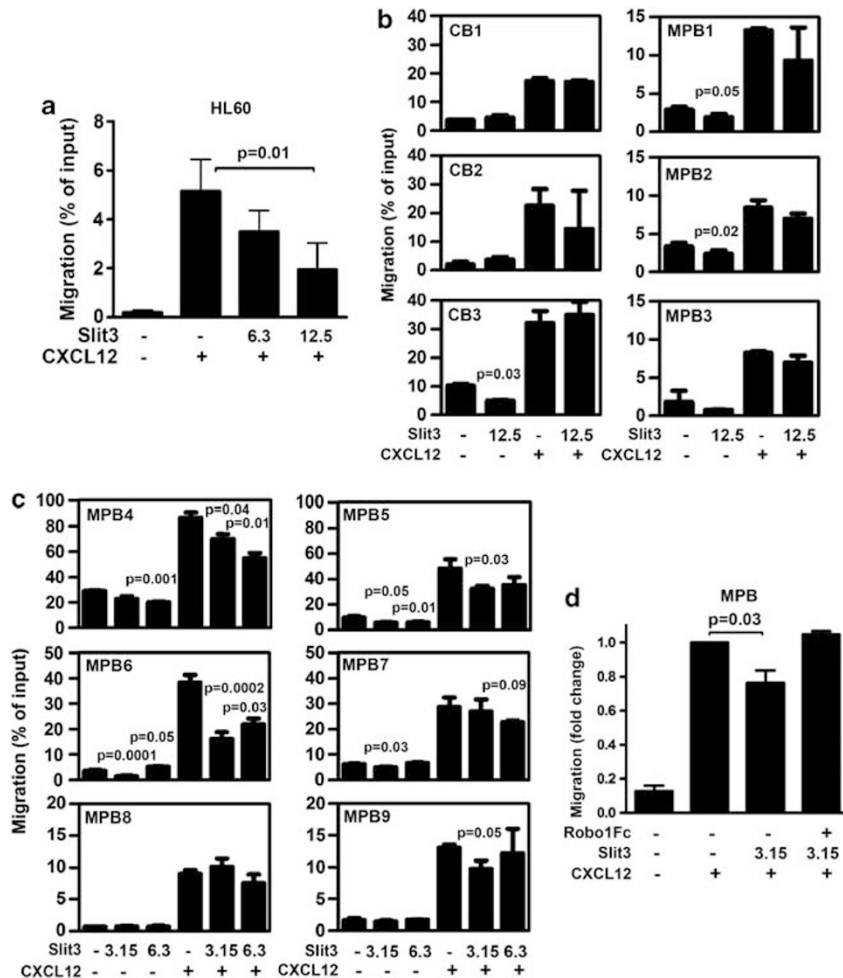 a
HL60
Migration (% of input)
8
6
4
2
0
p=0.01
Slit3 - - 6.3 12.5
CXCL12 - + + +
b
Migration (% of input)
CB1
40
30
20
10
0
MPB1
15
10
5
0
p=0.05
CB2
40
30
20
10
0
MPB2
15
10
5
0
p=0.02
CB3
40
30
20
10
0
p=0.03
MPB3
15
10
5
0
Slit3 - 12.5 - 12.5 - 12.5 - 12.5
CXCL12 - - + + CXCL12 - - + +
c
Migration (% of input)
MPB4
100
80
60
40
20
0
p=0.001
p=0.04
p=0.01
MPB5
100
80
60
40
20
0
p=0.05
p=0.01
p=0.03
MPB6
50
40
30
20
10
0
p=0.0001
p=0.05
p=0.0002
p=0.03
MPB7
50
40
30
20
10
0
p=0.03
p=0.09
MPB8
20
15
10
5
0
MPB9
20
15
10
5
0
p=0.05
Slit3 - 3.15 6.3 - 3.15 6.3 - 3.15 6.3 - 3.15 6.3
CXCL12 - - - + + + - - - + + +
d
MPB
Migration (fold change)
p=0.03
1.0
0.8
0.6
0.4
0.2
0.0
Robo1Fc - - - +
Slit3 - - 3.15 3.15
CXCL12 - + + +